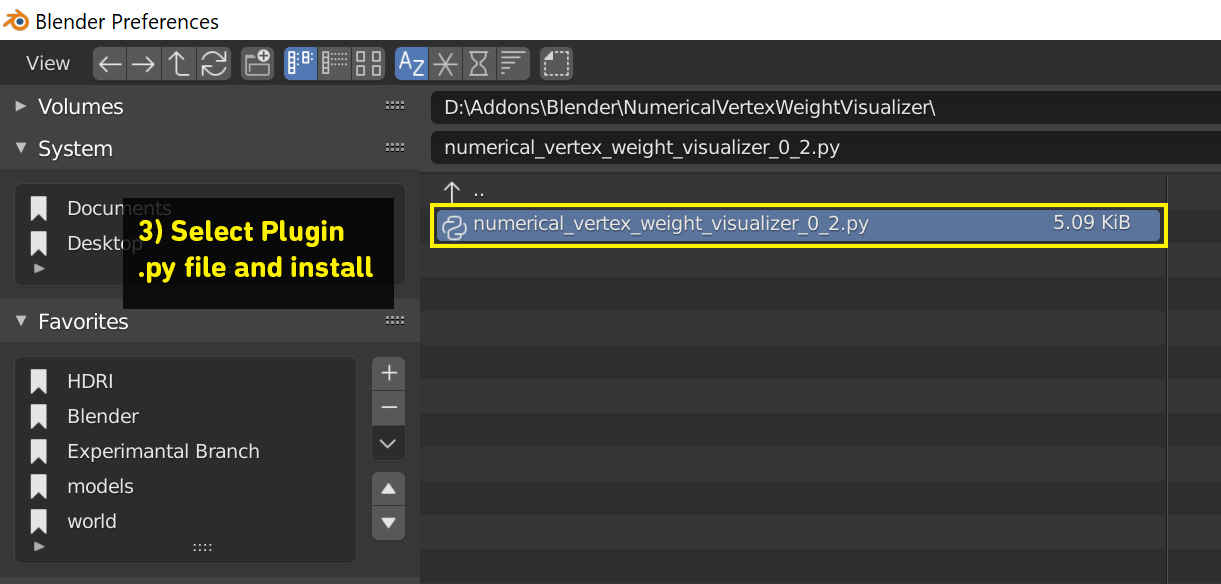 Blender Preferences
View
AZ
Volumes
System
Documents
Desktop
3) Select Plugin
.py file and install
Favorites
HDRI
Blender
Experimantal Branch
models
world
D:\Addons\Blender\NumericalVertexWeightVisualizer\
numerical_vertex_weight_visualizer_0_2.py
..
numerical_vertex_weight_visualizer_0_2.py 5.09 KiB